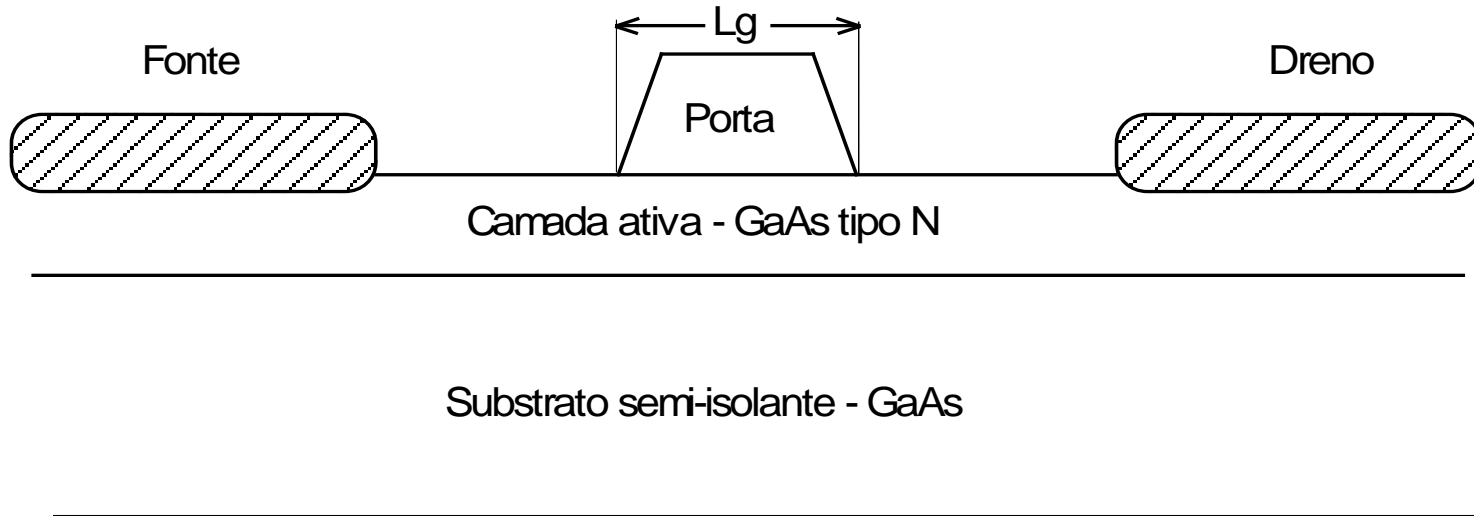 Lg
Fonte
Dreno
Porta
Camada ativa - GaAs tipo N
Substrato semi-isolante - GaAs